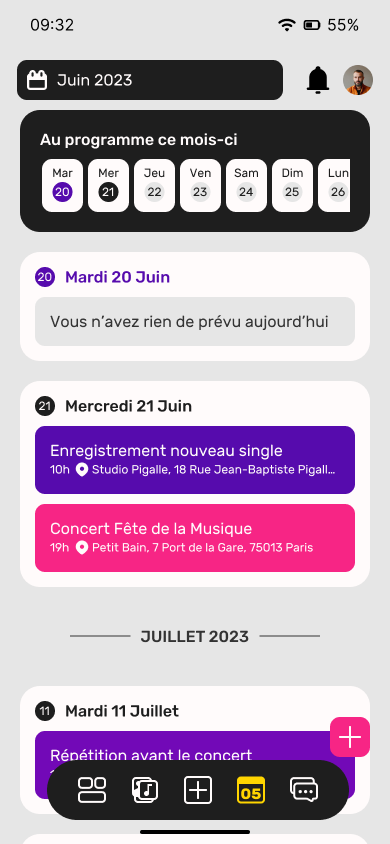 09:32 55%
Juin 2023
Au programme ce mois-ci
Mar Mer Jeu Ven Sam Dim Lun
20 21 22 23 24 25 26
20 Mardi 20 Juin
Vous n’avez rien de prévu aujourd’hui
21 Mercredi 21 Juin
Enregistrement nouveau single
10h Studio Pigalle, 18 Rue Jean-Baptiste Pigall…
Concert Fête de la Musique
19h Petit Bain, 7 Port de la Gare, 75013 Paris
JUILLET 2023
11 Mardi 11 Juillet
Répétition avant le concert
05